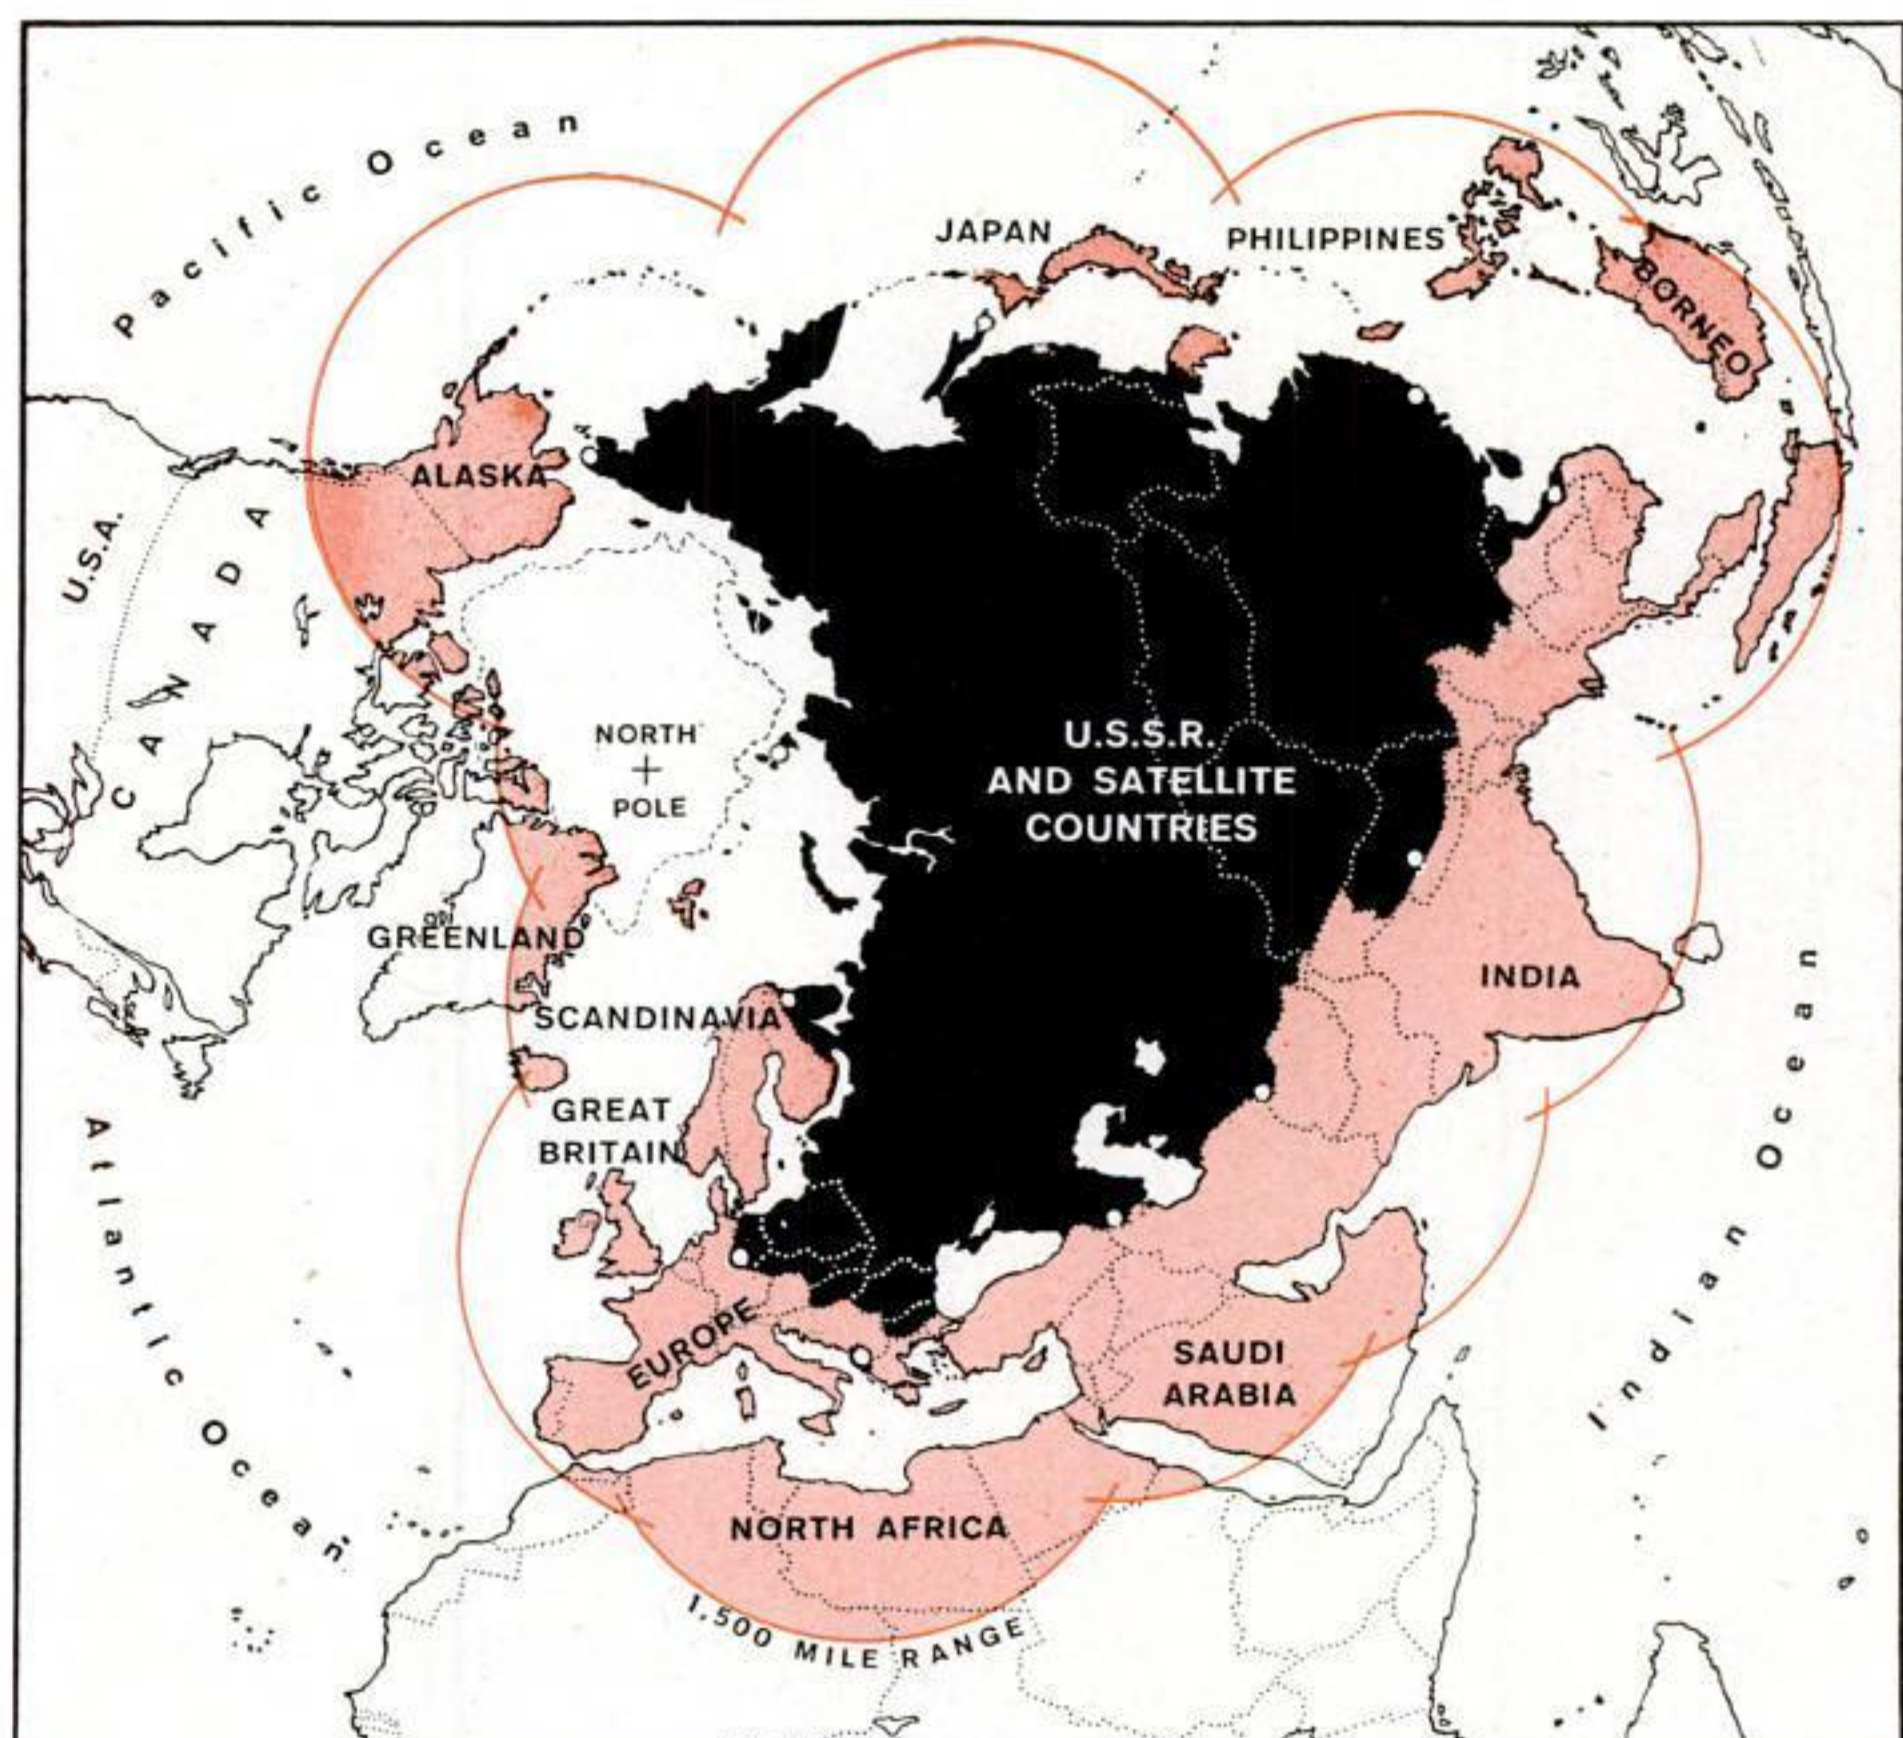 Pacific Ocean
JAPAN
PHILIPPINES
BORNEO
ALASKA
U.S.A.
CANADA
NORTH
POLE
U.S.S.R.
AND SATELLITE
COUNTRIES
GREENLAND
INDIA
SCANDINAVIA
GREAT
BRITAIN
EUROPE
SAUDI
ARABIA
Atlantic Ocean
Indian Ocean
NORTH AFRICA
1,500 MILE RANGE